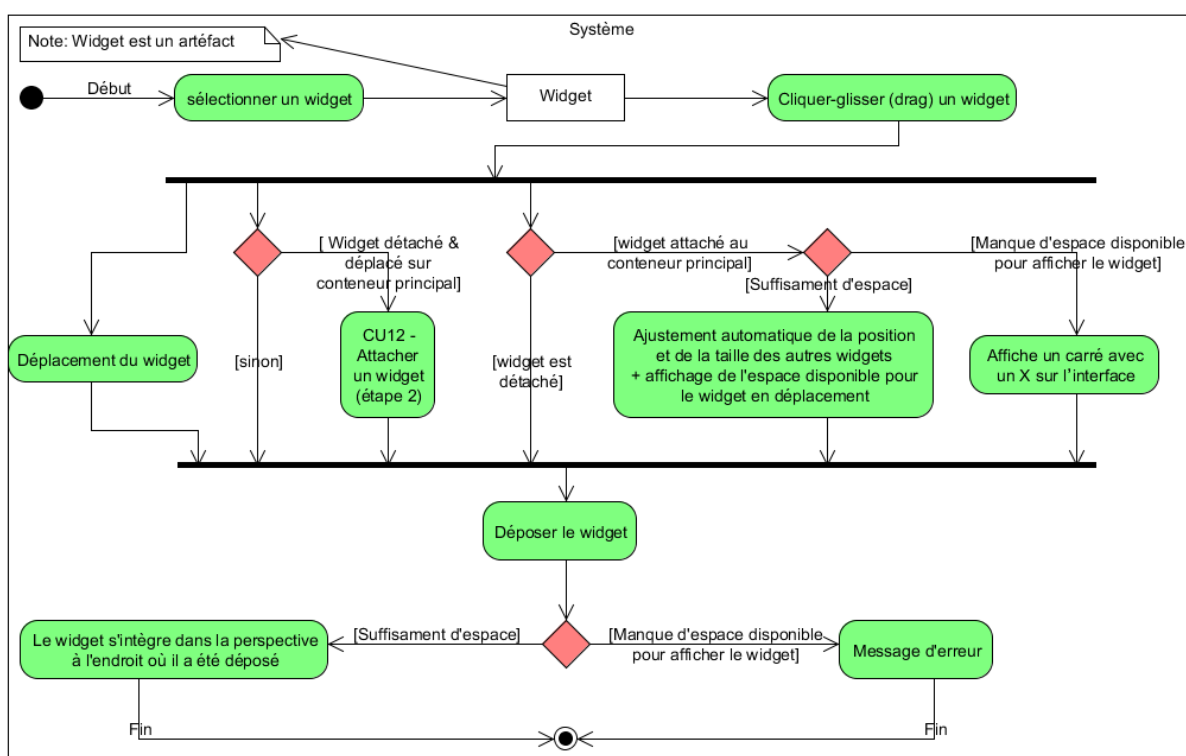 Système
Note: Widget est un artéfact
Début
sélectionner un widget
Widget
Cliquer-glisser (drag) un widget
[ Widget détaché &
déplacé sur
conteneur principal]
[widget attaché au
conteneur principal]
[Manque d'espace disponible
pour afficher le widget]
[Suffisament d'espace]
Déplacement du widget
[sinon]
CU12 -
Attacher
un widget
(étape 2)
[widget est
détaché]
Ajustement automatique de la position
et de la taille des autres widgets
+ affichage de l'espace disponible pour
le widget en déplacement
Affiche un carré avec
un X sur l’interface
Déposer le widget
Le widget s'intègre dans la perspective
à l'endroit où il a été déposé
[Suffisament d'espace]
[Manque d'espace disponible
pour afficher le widget]
Message d'erreur
Fin
Fin